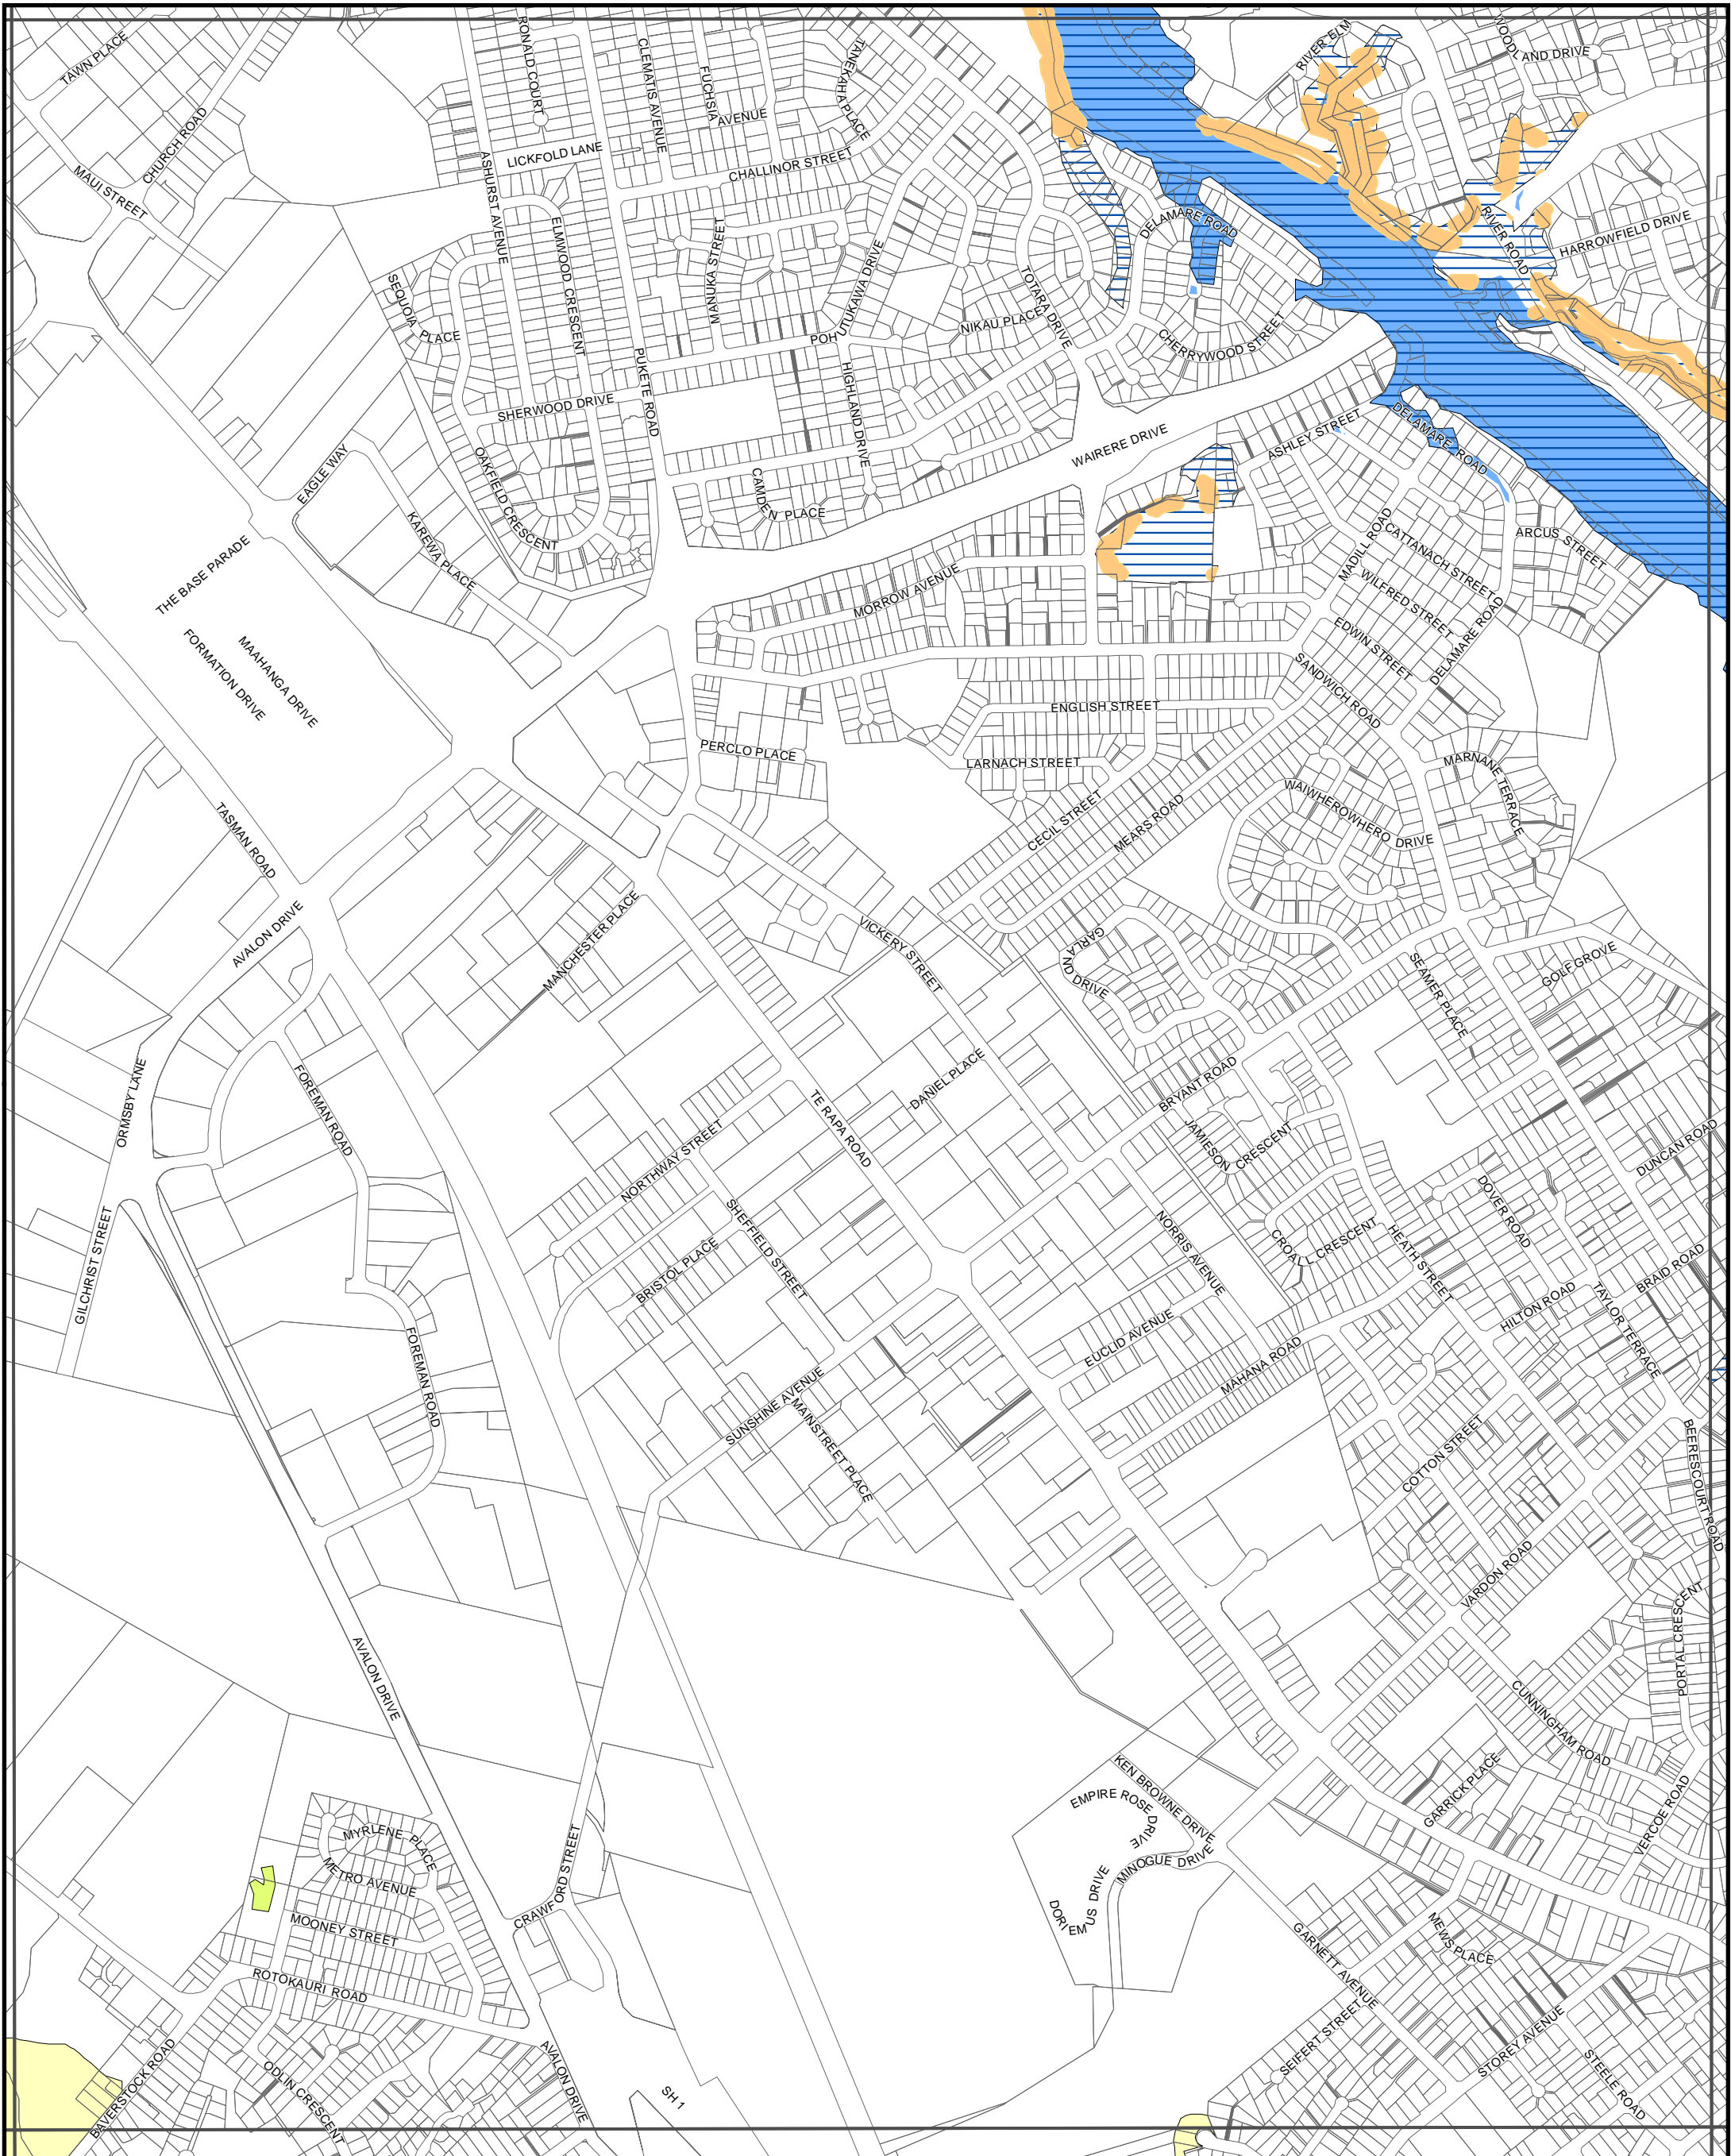 TAWN PLACE
CHURCH ROAD
MAUI STREET
RONALD COURT
CLEMATIS AVENUE
FUCHSIA
AVENUE
TANEKAHA PLACE
LICKFOLD LANE
CHALLINOR STREET
ASHURST AVENUE
ELMWOOD CRESCENT
MANUKA STREET
RIVER ELM
WOODLAND DRIVE
DELAMARE ROAD
RIVER ROAD
HARROWFIELD DRIVE
SEQUOIA PLACE
POHUTUKAWA DRIVE
NIKAU PLACE
TOTARA DRIVE
CHERRYWOOD STREET
PUKETE ROAD
HIGHLAND DRIVE
SHERWOOD DRIVE
OAKFIELD CRESCENT
CAMDEN PLACE
WAIRERE DRIVE
ASHLEY STREET
DELAMARE ROAD
EAGLE WAY
KAREWA PLACE
THE BASE PARADE
FORMATION DRIVE
MAAHANGA DRIVE
MORROW AVENUE
MADILL ROAD
CATTANACH STREET
ARCUS STREET
WILFRED STREET
EDWIN STREET
DELAMARE ROAD
SANDWICH ROAD
ENGLISH STREET
PERCLO PLACE
LARNACH STREET
MARNANE TERRACE
TASMAN ROAD
CECIL STREET
MEARS ROAD
WAIWHEROWHERO DRIVE
AVALON DRIVE
MANCHESTER PLACE
VICKERY STREET
GARLAND DRIVE
SEAMER PLACE
GOLF GROVE
ORMSBY LANE
FOREMAN ROAD
TE RAPA ROAD
DANIEL PLACE
BRYANT ROAD
JAMIESON CRESCENT
NORTHWAY STREET
DUNCAN ROAD
DOVER ROAD
GILCHRIST STREET
SHEFFIELD STREET
BRISTOL PLACE
NORRIS AVENUE
CROALL CRESCENT
HEATH STREET
BRAID ROAD
HILTON ROAD
TAYLOR TERRACE
FOREMAN ROAD
EUCLID AVENUE
MAHANA ROAD
SUNSHINE AVENUE
MAINSTREET PLACE
COTTON STREET
BEERESCOURT ROAD
VARDON ROAD
PORTAL CRESCENT
AVALON DRIVE
CUNNINGHAM ROAD
KEN BROWNE DRIVE
EMPIRE ROSE DRIVE
GARRICK PLACE
VERCOE ROAD
MYRLENE PLACE
METRO AVENUE
MINOGUE DRIVE
DORIEMUS DRIVE
CRAWFORD STREET
MOONEY STREET
MEWS PLACE
GARNETT AVENUE
ROTOKAURI ROAD
SEIFERT STREET
STOREY AVENUE
STEELE ROAD
BAVERSTOCK ROAD
ODLIN CRESCENT
AVALON DRIVE
SH 1